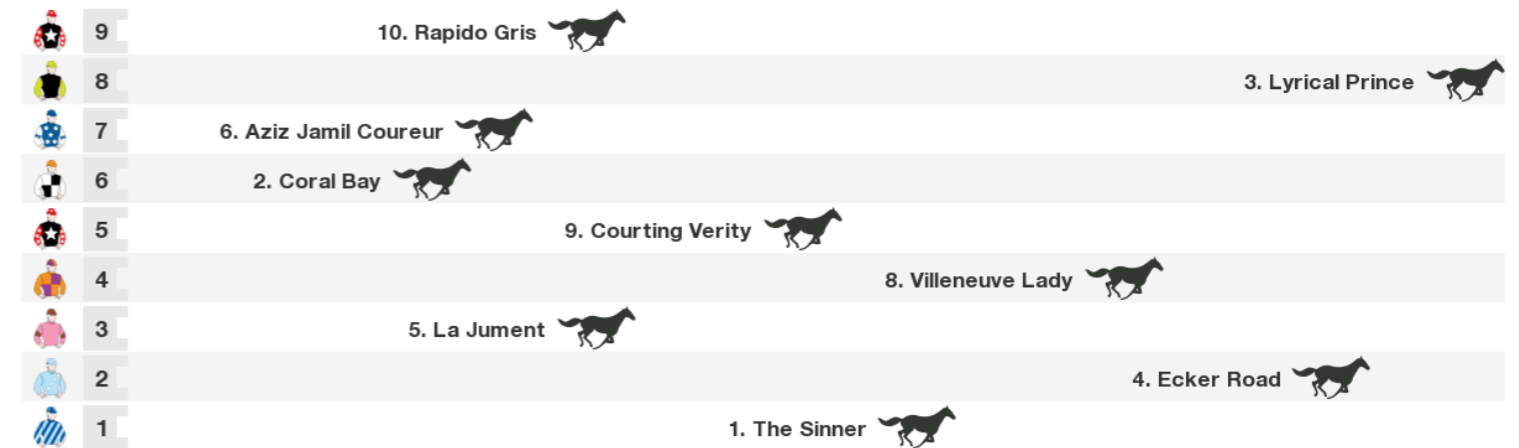 9 10. Rapido Gris
8 3. Lyrical Prince
7 6. Aziz Jamil Coureur
6 2. Coral Bay
5 9. Courting Verity
4 8. Villeneuve Lady
3 5. La Jument
2 4. Ecker Road
1 1. The Sinner